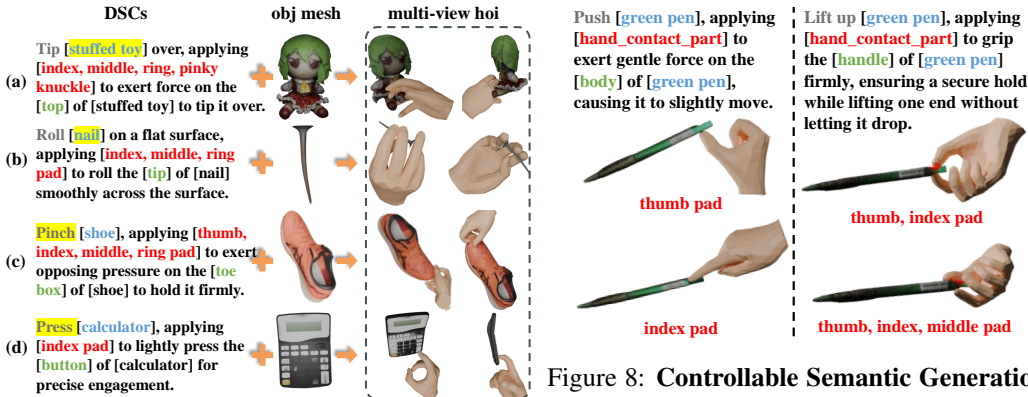 DSCs
obj mesh
multi-view hoi
(a)
Tip [stuffed toy] over, applying
[index, middle, ring, pinky
knuckle] to exert force on the
[top] of [stuffed toy] to tip it over.
(b)
Roll [nail] on a flat surface,
applying [index, middle, ring
pad] to roll the [tip] of [nail]
smoothly across the surface.
(c)
Pinch [shoe], applying [thumb,
index, middle, ring pad] to exert
opposing pressure on the [toe
box] of [shoe] to hold it firmly.
(d)
Press [calculator], applying
[index pad] to lightly press the
[button] of [calculator] for
precise engagement.
Push [green pen], applying
[hand_contact_part] to
exert gentle force on the
[body] of [green pen],
causing it to slightly move.
thumb pad
index pad
Lift up [green pen], applying
[hand_contact_part] to grip
the [handle] of [green pen]
firmly, ensuring a secure hold
while lifting one end without
letting it drop.
thumb, index pad
thumb, index, middle pad
Figure 8: Controllable Semantic Generatio